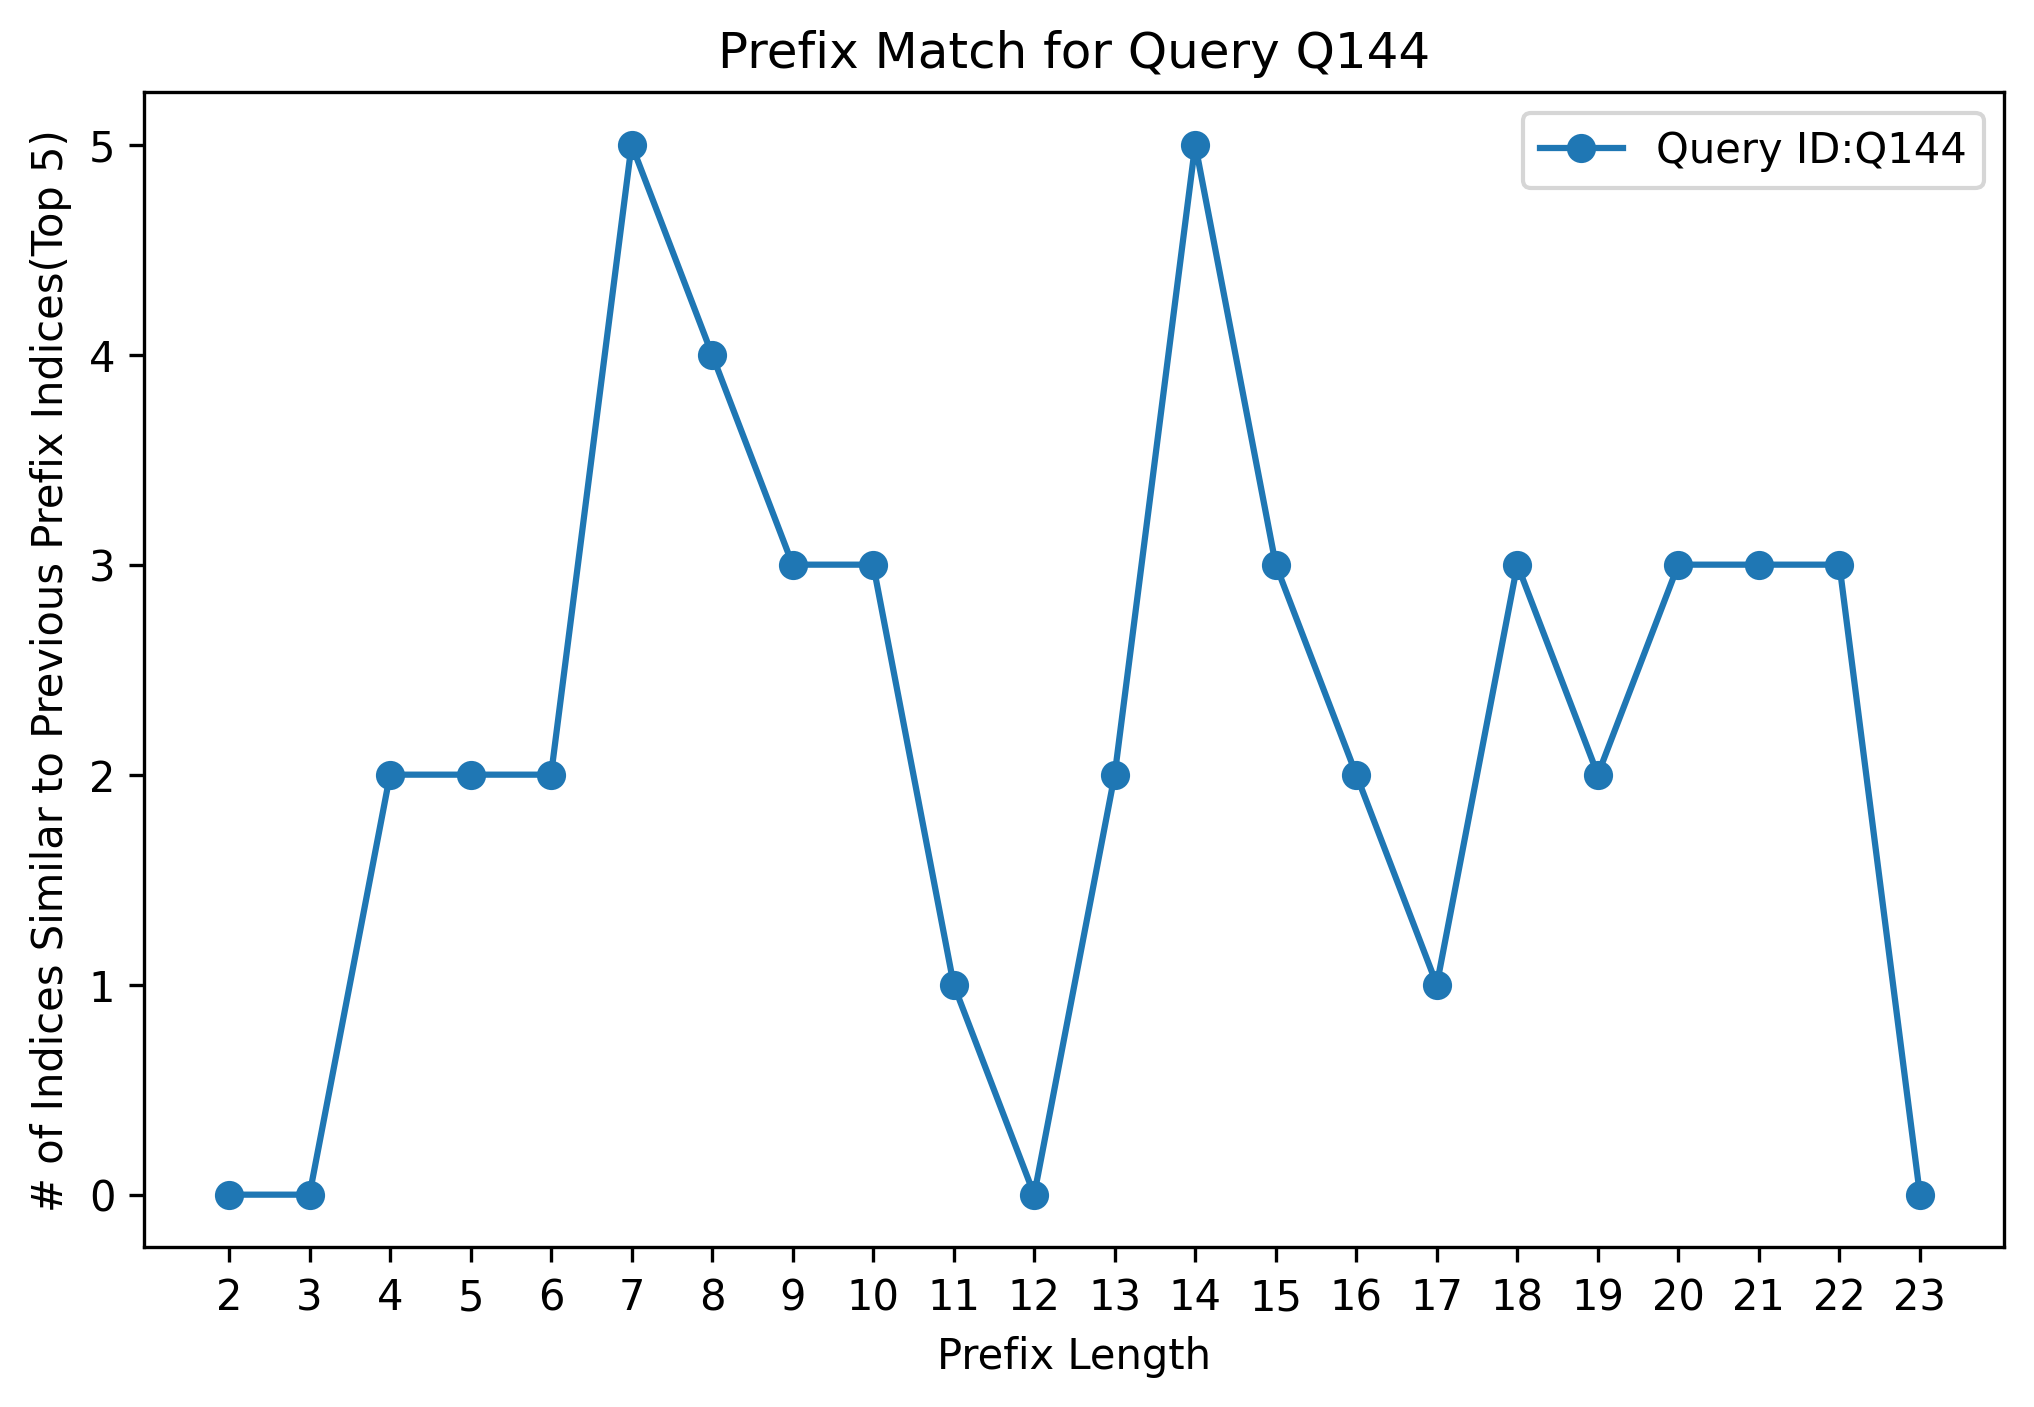 Prefix Match for Query Q144
Query ID:Q144
# of Indices Similar to Previous Prefix Indices(Top 5)
5
4
3
2
1
0
2 3 4 5 6 7 8 9 10 11 12 13 14 15 16 17 18 19 20 21 22 23
Prefix Length